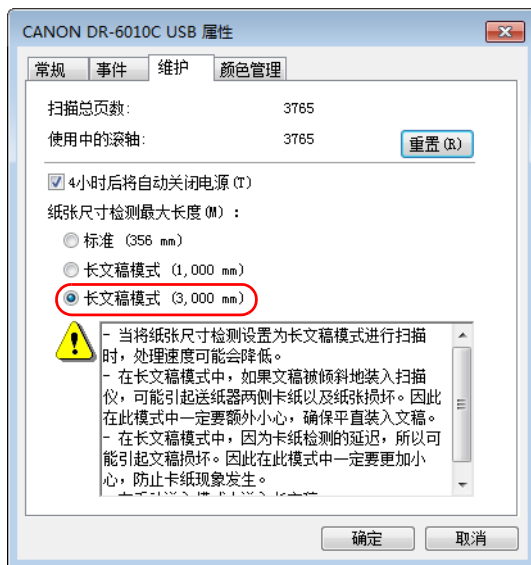 CANON DR-6010C USB 属性
常规 事件 维护 颜色管理
扫描总页数: 3765
使用中的滚轴: 3765 重置(R)
4小时后将自动关闭电源(T)
纸张尺寸检测最大长度(M) :
标准 (356 mm)
长文稿模式 (1,000 mm)
长文稿模式 (3,000 mm)
- 当将纸张尺寸检测设置为长文稿模式进行扫描
时, 处理速度可能会降低。
- 在长文稿模式中, 如果文稿被倾斜地装入扫描
仪, 可能引起送纸器两侧卡纸以及纸张损坏。因此
在此模式中一定要额外小心, 确保平直装入文稿。
- 在长文稿模式中, 因为卡纸检测的延迟, 所以可
能引起文稿损坏。因此在此模式中一定要更加小
心, 防止卡纸现象发生。
确定 取消